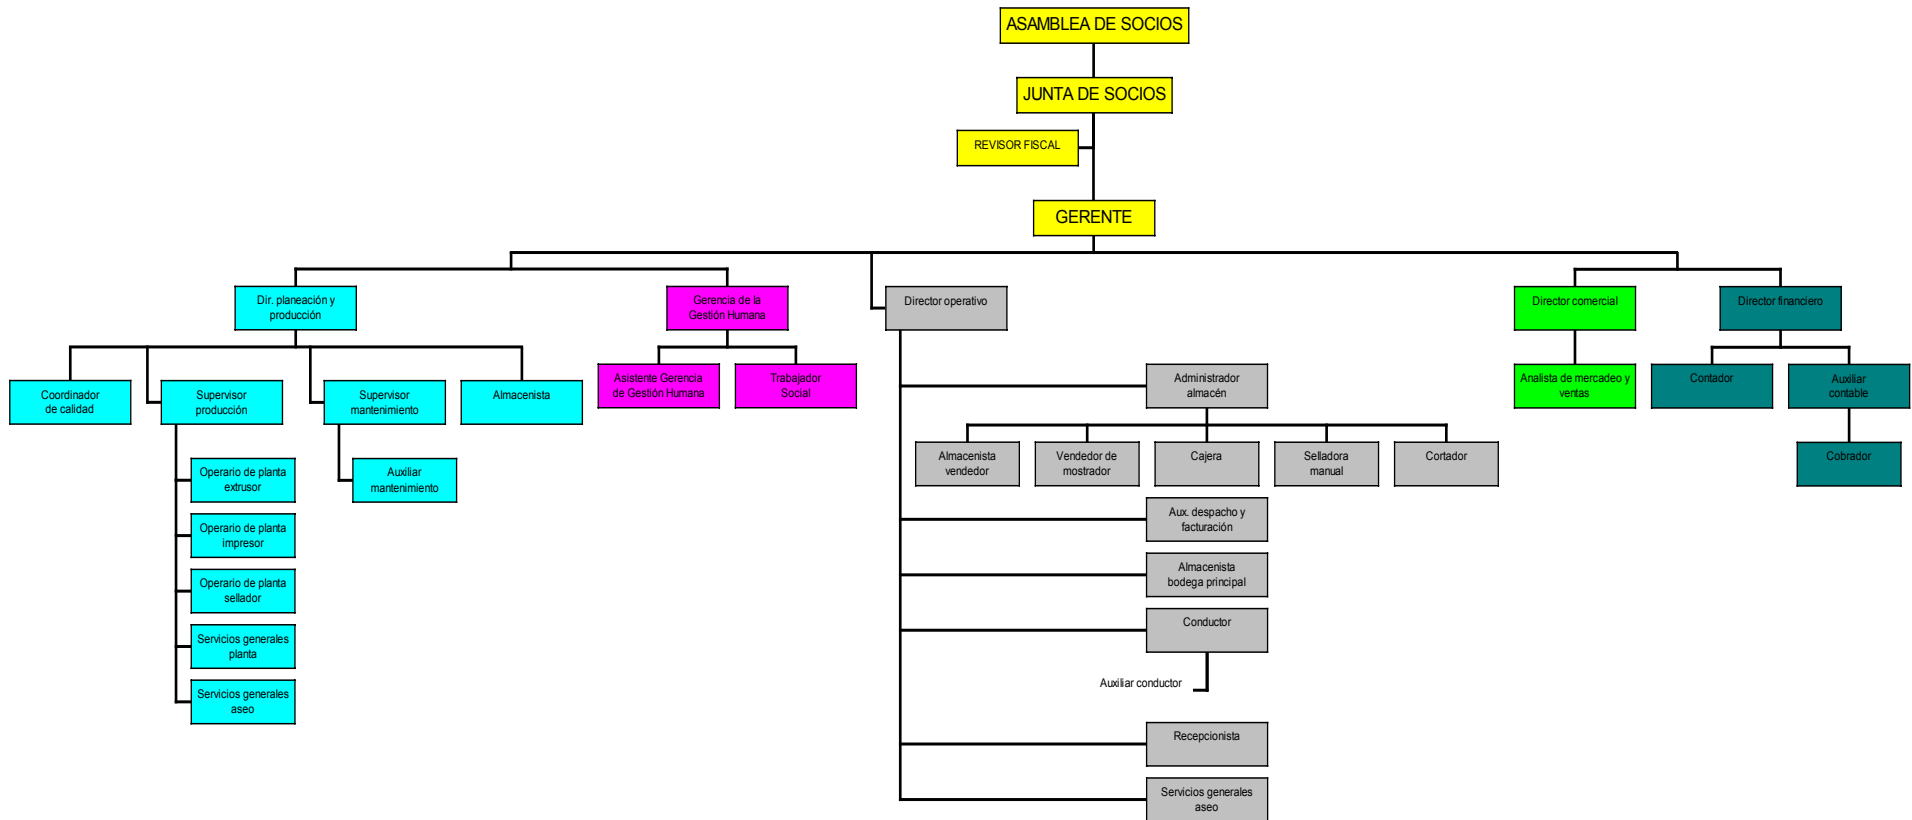 ASAMBLEA DE SOCIOS
JUNTA DE SOCIOS
REVISOR FISCAL
GERENTE
Dir. planeación y
producción
Gerencia de la
Gestión Humana
Director operativo
Director comercial
Director financiero
Coordinador
de calidad
Supervisor
producción
Supervisor
mantenimiento
Almacenista
Asistente Gerencia
de Gestión Humana
Trabajador
Social
Administrador
almacén
Analista de mercadeo y
ventas
Contador
Auxiliar
contable
Operario de planta
extrusor
Auxiliar
mantenimiento
Almacenista
vendedor
Vendedor de
mostrador
Cajera
Selladora
manual
Cortador
Cobrador
Operario de planta
impresor
Aux. despacho y
facturación
Operario de planta
sellador
Almacenista
bodega principal
Servicios generales
planta
Conductor
Servicios generales
aseo
Auxiliar conductor
Recepcionista
Servicios generales
aseo